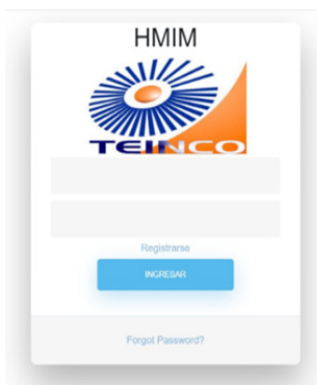 HMIM
TEINCO
Registrarse
INGRESAR
Forgot Password?